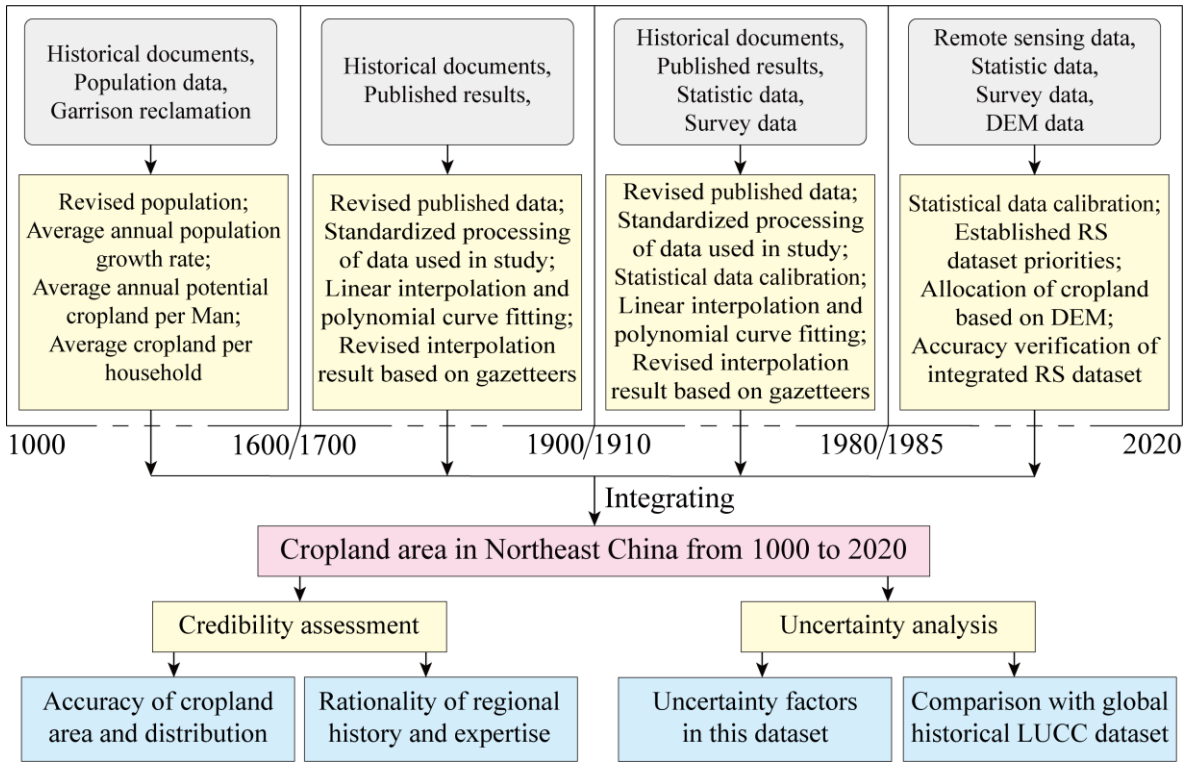 Historical documents,
Population data,
Garrison reclamation
Historical documents,
Published results,
Historical documents,
Published results,
Statistic data,
Survey data
Remote sensing data,
Statistic data,
Survey data,
DEM data
Revised population;
Average annual population
growth rate;
Average annual potential
cropland per Man;
Average cropland per
household
Revised published data;
Standardized processing
of data used in study;
Linear interpolation and
polynomial curve fitting;
Revised interpolation
result based on gazetteers
Revised published data;
Standardized processing
of data used in study;
Statistical data calibration;
Linear interpolation and
polynomial curve fitting;
Revised interpolation
result based on gazetteers
Statistical data calibration;
Established RS
dataset priorities;
Allocation of cropland
based on DEM;
Accuracy verification of
integrated RS dataset
1000 1600/1700 1900/1910 1980/1985 2020
Integrating
Cropland area in Northeast China from 1000 to 2020
Credibility assessment
Uncertainty analysis
Accuracy of cropland
area and distribution
Rationality of regional
history and expertise
Uncertainty factors
in this dataset
Comparison with global
historical LUCC dataset